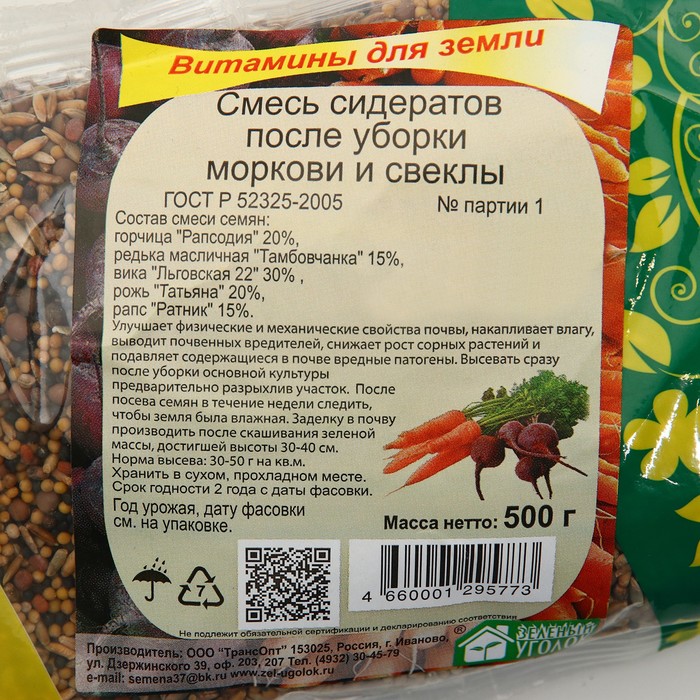 Витамины для земли
Смесь сидератов
после уборки
моркови и свеклы
ГОСТ Р 52325-2005 № партии 1
Состав смеси семян:
горчица "Рапсодия" 20%,
редька масличная "Тамбовчанка" 15%,
вика "Льговская 22" 30% ,
рожь "Татьяна" 20%,
рапс "Ратник" 15%.
Улучшает физические и механические свойства почвы, накапливает влагу,
выводит почвенных вредителей, снижает рост сорных растений и
подавляет содержащиеся в почве вредные патогены. Высевать сразу
после уборки основной культуры
предварительно разрыхлив участок. После
посева семян в течение недели следить,
чтобы земля была влажная. Заделку в почву
производить после скашивания зеленой
массы, достигшей высоты 30-40 см.
Норма высева: 30-50 г на кв.м.
Хранить в сухом, прохладном месте.
Срок годности 2 года с даты фасовки.
Год урожая, дату фасовки
см. на упаковке.
Масса нетто: 500 г
7
4 660001 295773
Не подлежит обязательной сертификации и декларированию соответствия
Производитель: ООО "ТрансОпт" 153025, Россия, г. Иваново,
ул. Дзержинского 39, оф. 203, 207 Тел. (4932) 30-45-79
e-mail: semena37@bk.ru www.zel-ugolok.ru
ЗЕЛЕНЫЙ
УГОЛОК
®